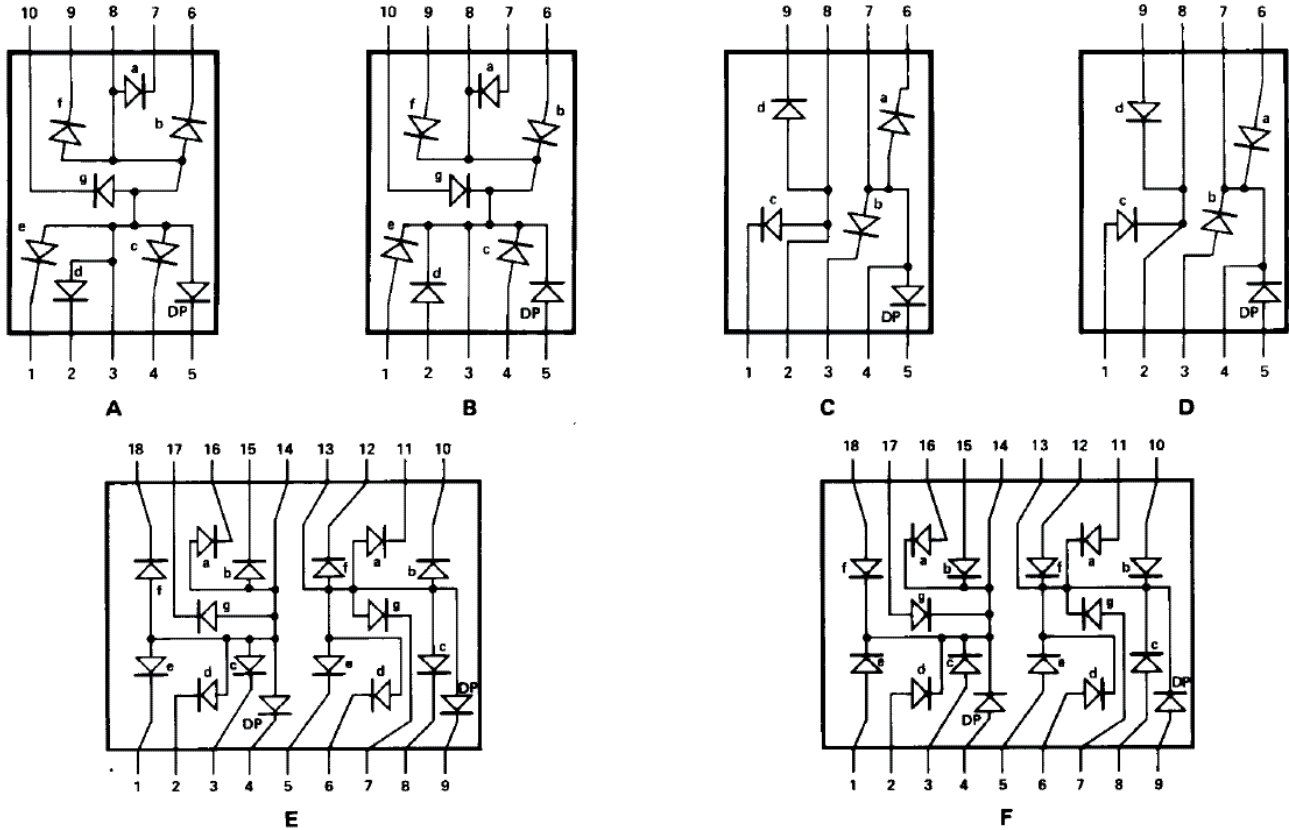 10 9 8 7 6 10 9 8 7 6 9 8 7 6 9 8 7 6
a a
f b f b d a d a
g g
c b c b
e c e c
d d
DP DP DP DP
1 2 3 4 5 1 2 3 4 5 1 2 3 4 5 1 2 3 4 5
A B C D
18 17 16 15 14 13 12 11 10 18 17 16 15 14 13 12 11 10
a a a a
f b f b f b f b
g g g g
e d c e d c e d c e d c
DP DP DP DP
1 2 3 4 5 6 7 8 9 1 2 3 4 5 6 7 8 9
E F